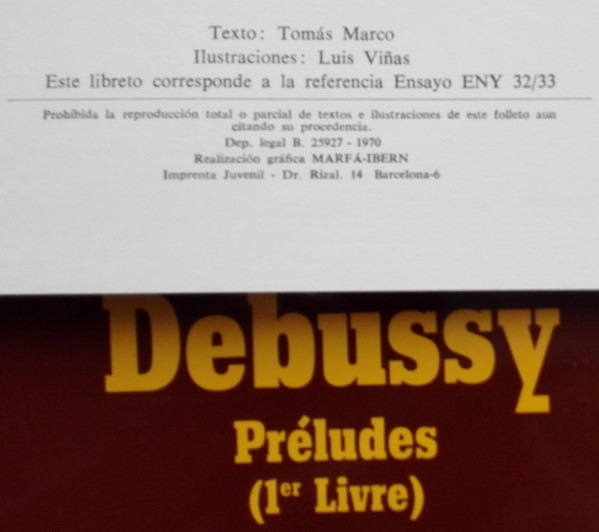 Texto: Tomás Marco
Ilustraciones: Luis Viñas
Este libreto corresponde a la referencia Ensayo ENY 32/33
Prohibida la reproducción total o parcial de textos e ilustraciones de este folleto aun
citando su procedencia.
Dep. legal B. 25927 - 1970
Realización gráfica MARFÁ-IBERN
Imprenta Juvenil - Dr. Rizal, 14 Barcelona-6
Debussy
Préludes
(1er Livre)